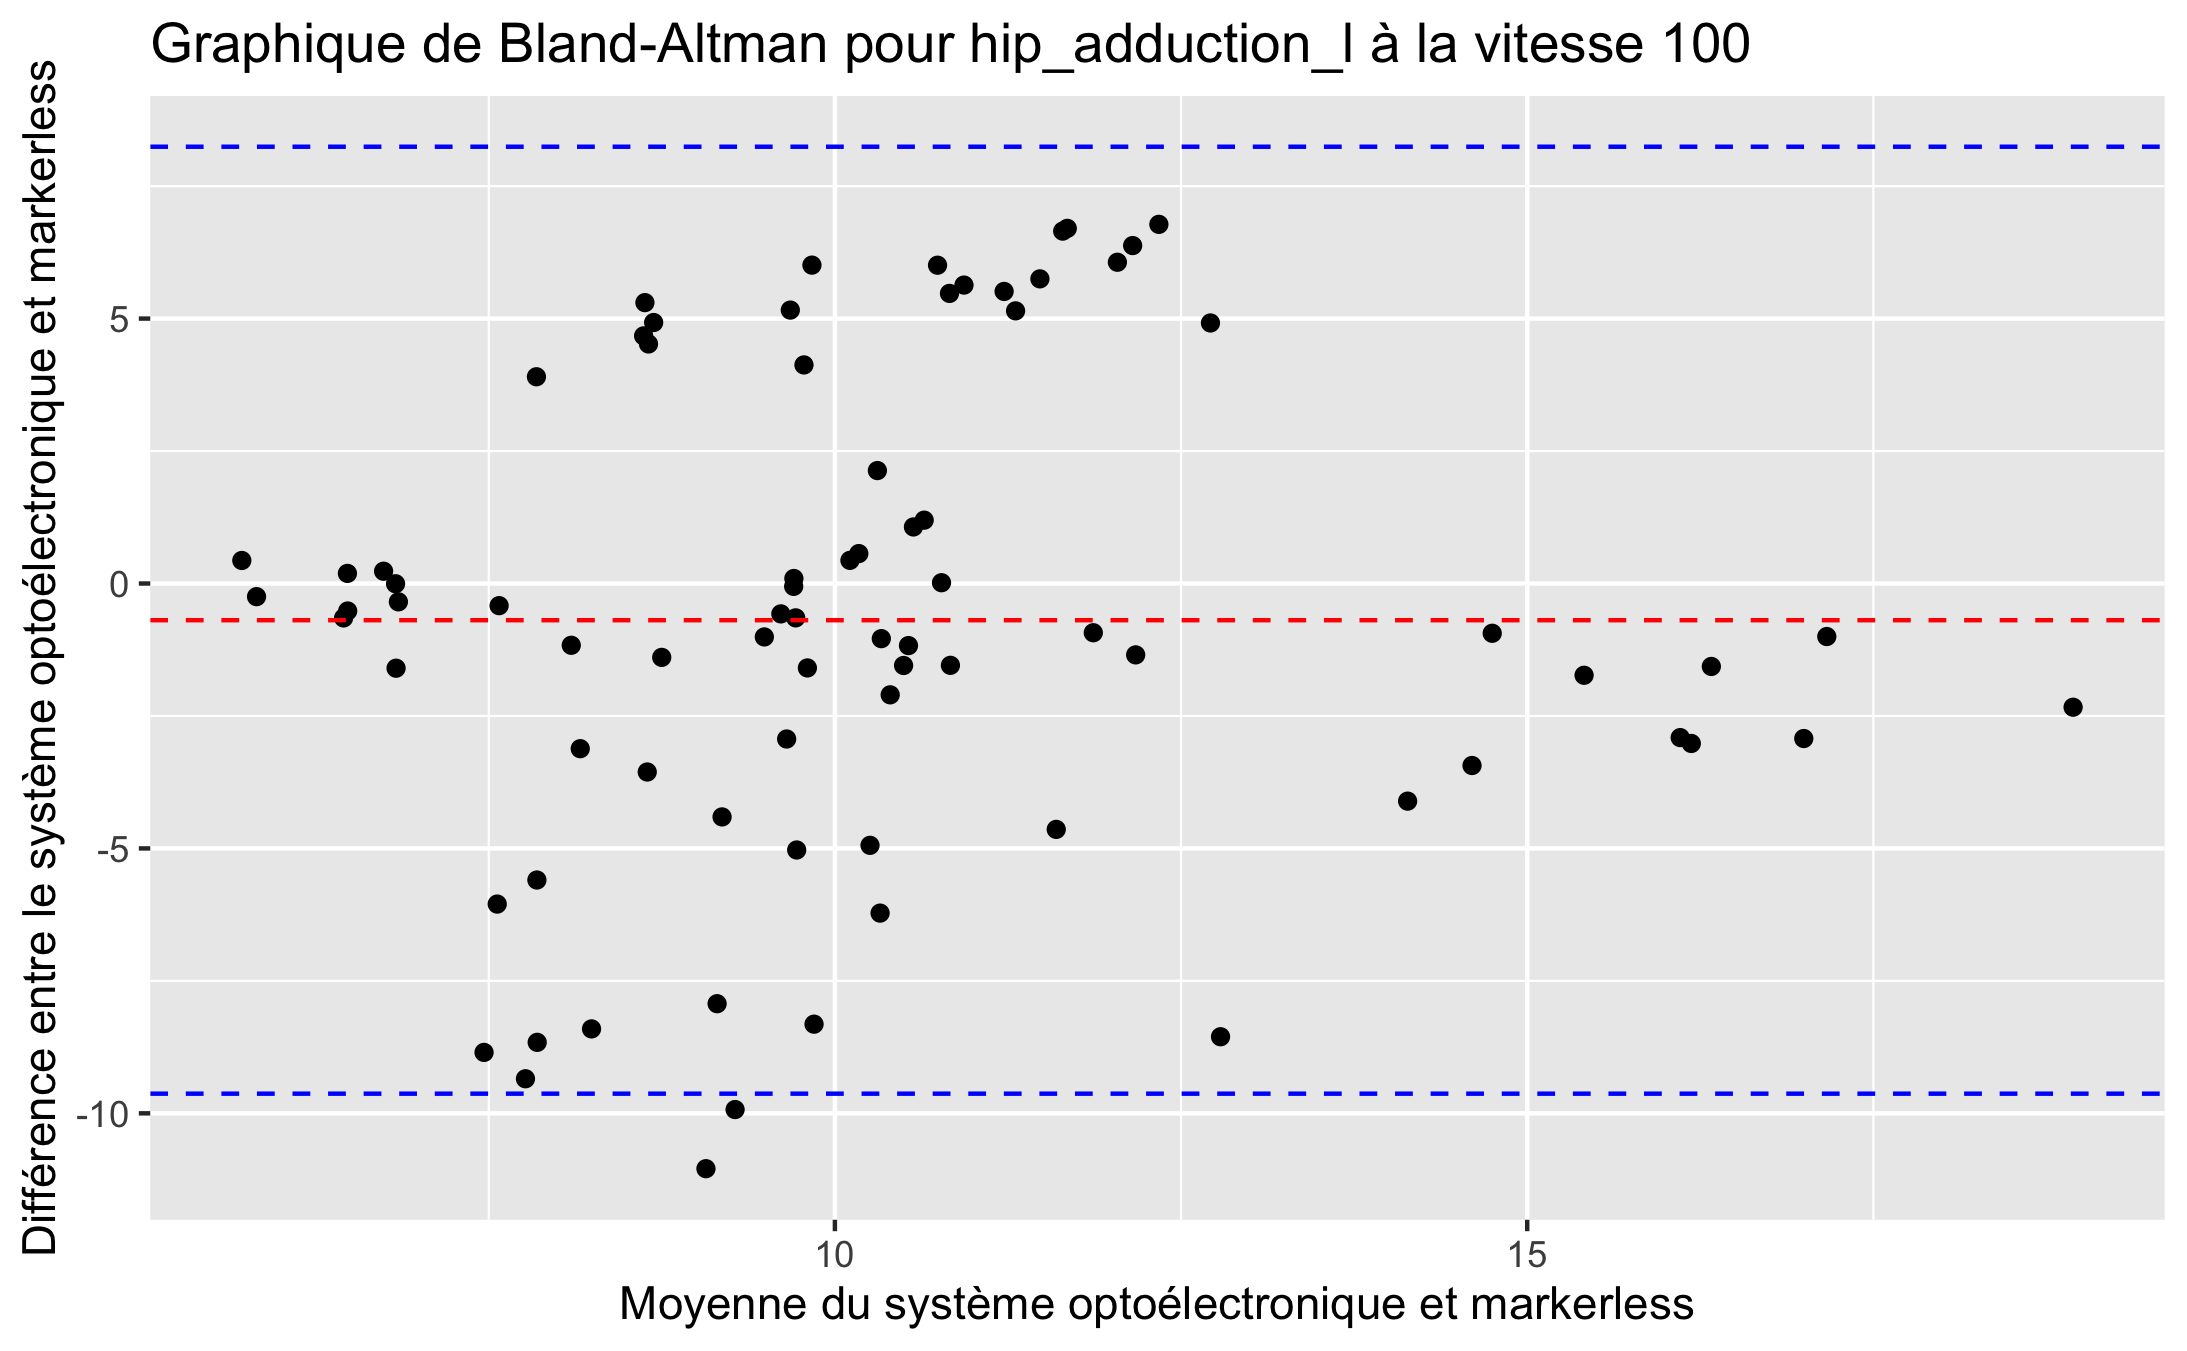 Graphique de Bland-Altman pour hip_adduction_l à la vitesse 100
Différence entre le système optoélectronique et markerless
5
0
-5
-10
10
15
Moyenne du système optoélectronique et markerless